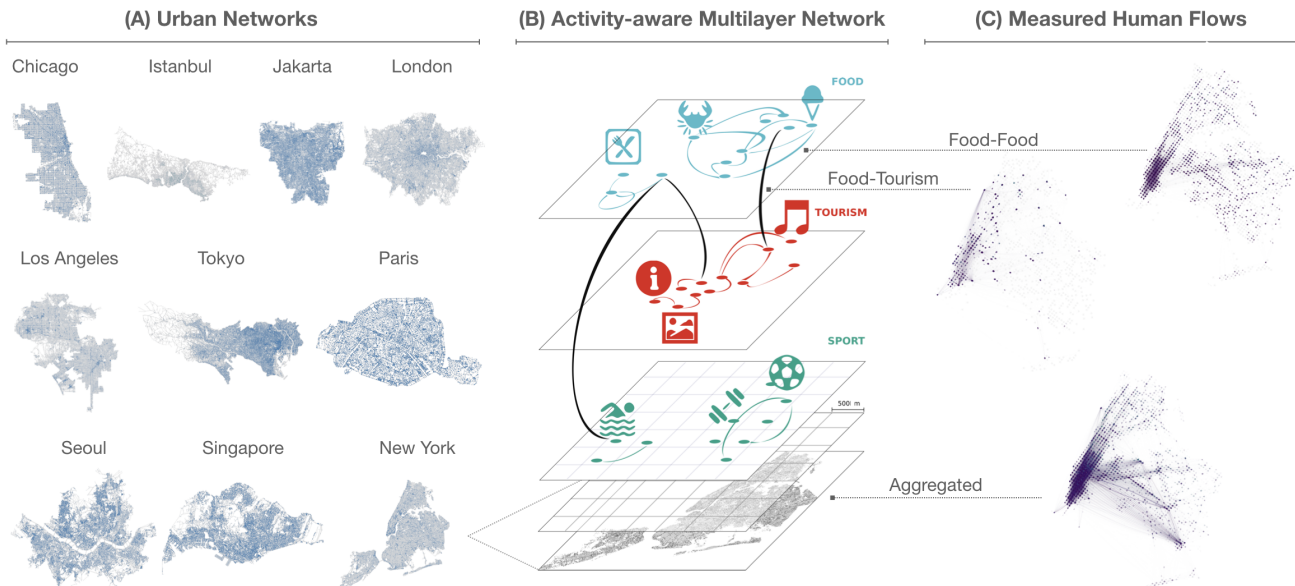 (A) Urban Networks
(B) Activity-aware Multilayer Network
(C) Measured Human Flows
Chicago
Istanbul
Jakarta
London
Los Angeles
Tokyo
Paris
Seoul
Singapore
New York
FOOD
TOURISM
SPORT
500 m
Food-Food
Food-Tourism
Aggregated